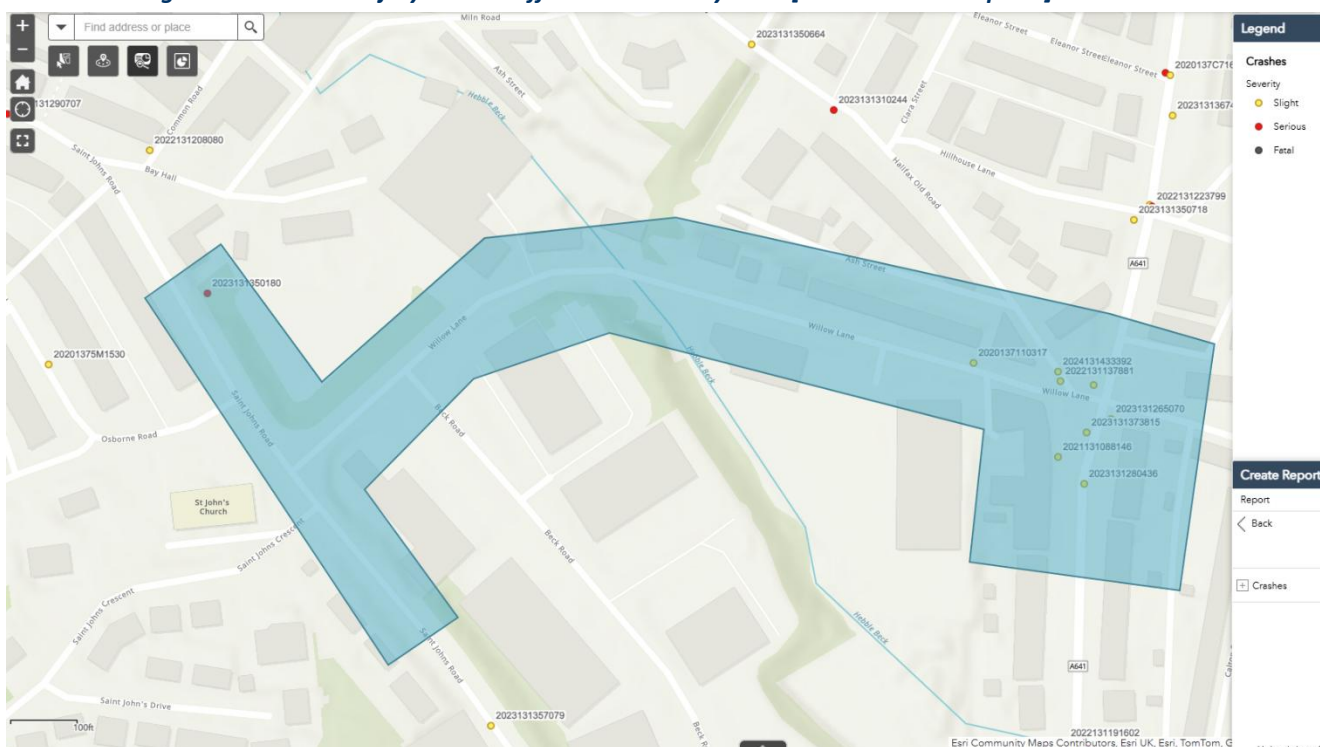 Find address or place
Legend
Crashes
Severity
Slight
Serious
Fatal
Create Report
Report
Back
Crashes
Miln Road
2023131350664
Eleanor Street
Eleanor Street
Eleanor Street
2020137C716
Ash Street
Hebble Beck
131290707
Common Road
2023131310244
Clara Street
2022131208080
Saint Johns Road
Bay Hall
Hillhouse Lane
Halifax Old Road
2022131223799
2023131350718
A641
Ash Street
2023131350180
Willow Lane
Willow Lane
20201375M1530
2020137110317
2024131433392
2022131137881
Willow Lane
Hebble Beck
Saint Johns Road
Beck Road
2023131265070
2023131373815
Osborne Road
2021131088146
2023131280436
St John's
Church
Saint Johns Crescent
Beck Road
Saint Johns Crescent
Hebble Beck
Saint Johns Road
A641
Saint John's Drive
2023131357079
Beck Road
100ft
2022131191602
Esri Community Maps Contributors, Esri UK, Esri, TomTom, G